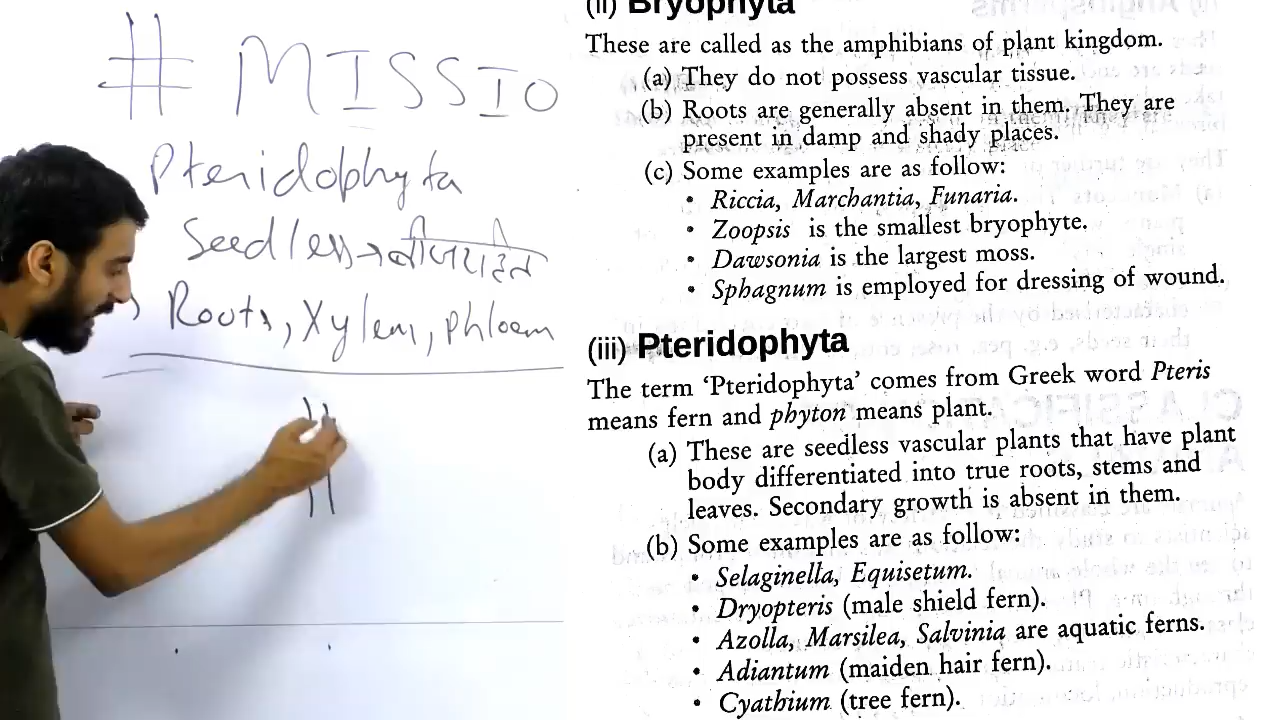 # MISSIO
Pteridophyta
Seedless → बीजरहित
Roots, Xylem, phloem
(ii) Bryophyta
These are called as the amphibians of plant kingdom.
(a) They do not possess vascular tissue.
(b) Roots are generally absent in them. They are
present in damp and shady places.
(c) Some examples are as follow:
• Riccia, Marchantia, Funaria.
• Zoopsis is the smallest bryophyte.
• Dawsonia is the largest moss.
• Sphagnum is employed for dressing of wound.
(iii) Pteridophyta
The term ‘Pteridophyta’ comes from Greek word Pteris
means fern and phyton means plant.
(a) These are seedless vascular plants that have plant
body differentiated into true roots, stems and
leaves. Secondary growth is absent in them.
(b) Some examples are as follow:
• Selaginella, Equisetum.
• Dryopteris (male shield fern).
• Azolla, Marsilea, Salvinia are aquatic ferns.
• Adiantum (maiden hair fern).
• Cyathium (tree fern).